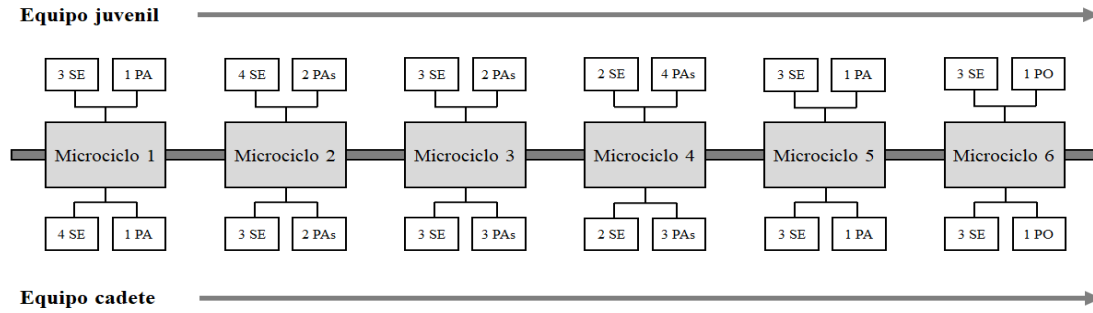 Equipo juvenil
3 SE 1 PA 4 SE 2 PAs 3 SE 2 PAs 2 SE 4 PAs 3 SE 1 PA 3 SE 1 PO
Microciclo 1 Microciclo 2 Microciclo 3 Microciclo 4 Microciclo 5 Microciclo 6
4 SE 1 PA 3 SE 2 PAs 3 SE 3 PAs 2 SE 3 PAs 3 SE 1 PA 3 SE 1 PO
Equipo cadete